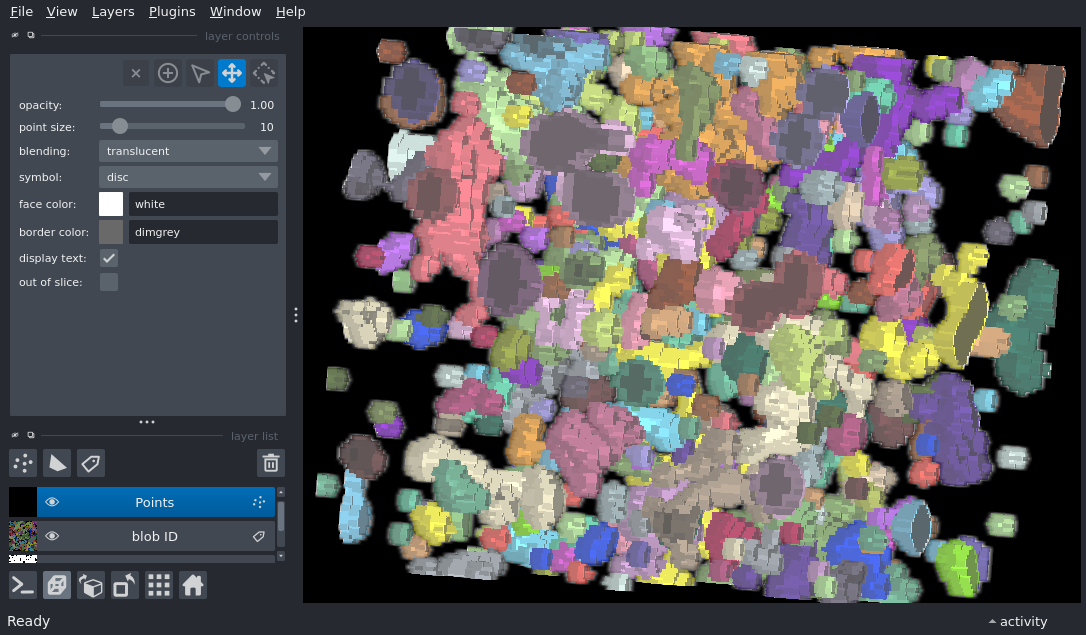 File View Layers Plugins Window Help
layer controls
opacity: 1.00
point size: 10
blending: translucent
symbol: disc
face color: white
border color: dimgrey
display text:
out of slice:
layer list
Points
blob ID
Ready
activity